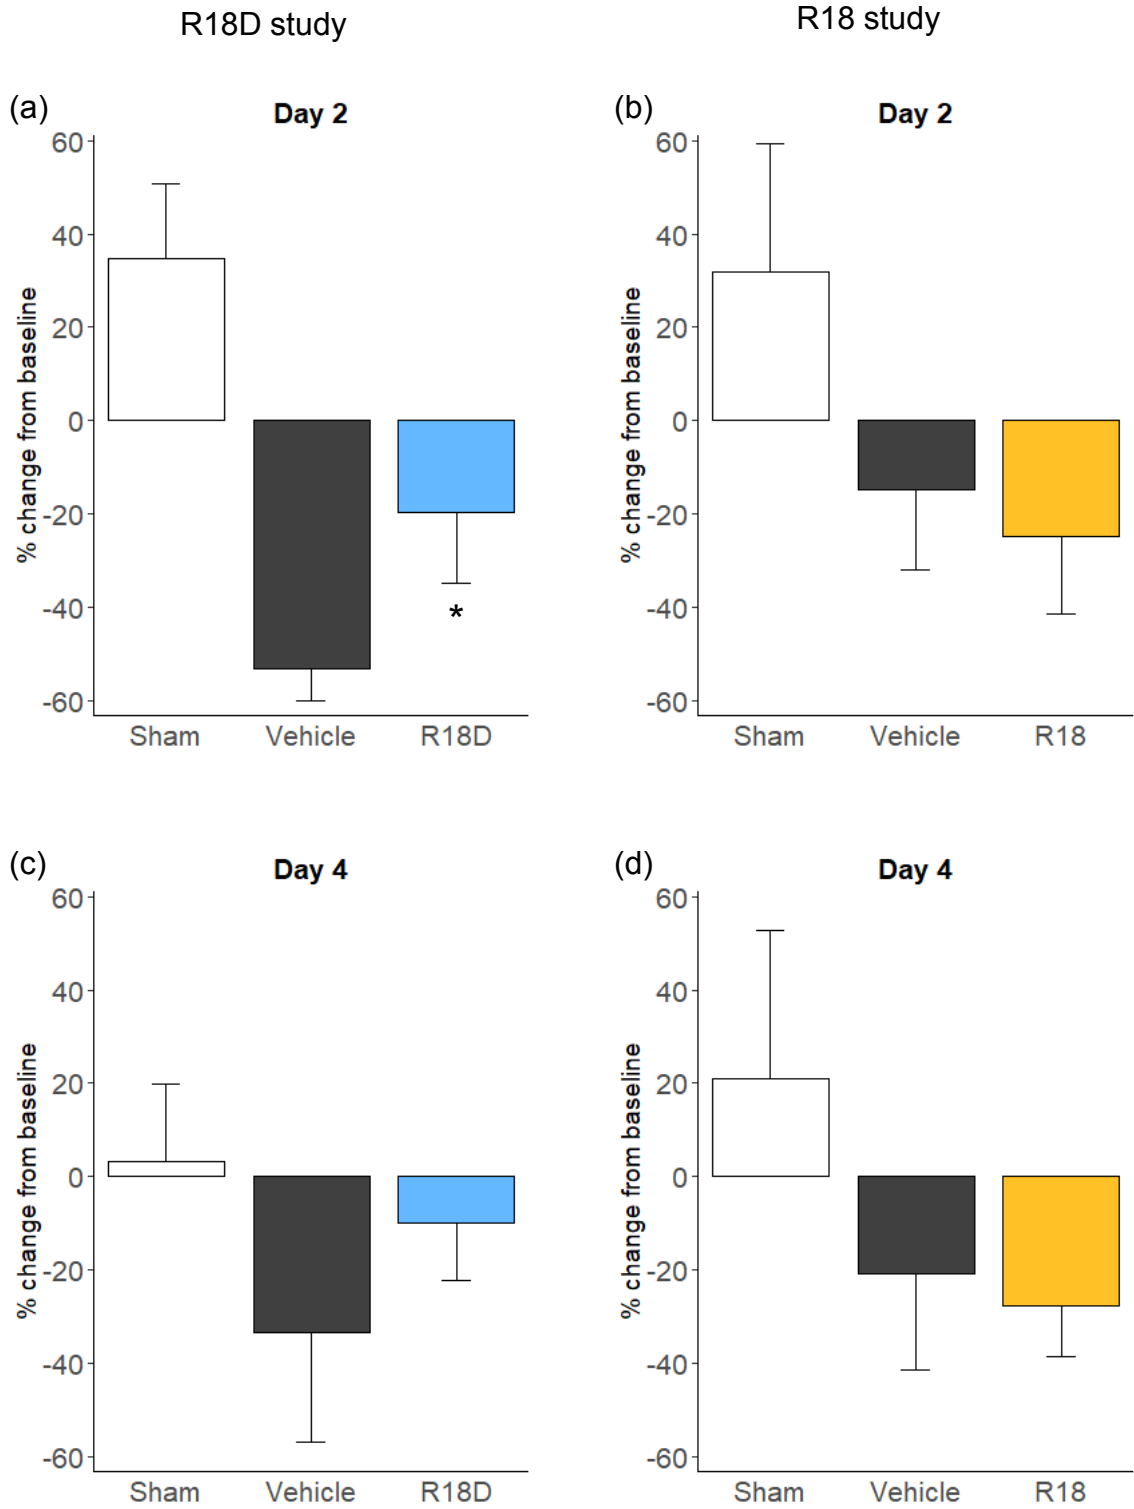 R18D study
R18 study
(a)
Day 2
60
40
20
0
-20
-40
-60
% change from baseline
*
Sham Vehicle R18D
(b)
Day 2
60
40
20
0
-20
-40
-60
% change from baseline
Sham Vehicle R18
(c)
Day 4
60
40
20
0
-20
-40
-60
% change from baseline
Sham Vehicle R18D
(d)
Day 4
60
40
20
0
-20
-40
-60
% change from baseline
Sham Vehicle R18